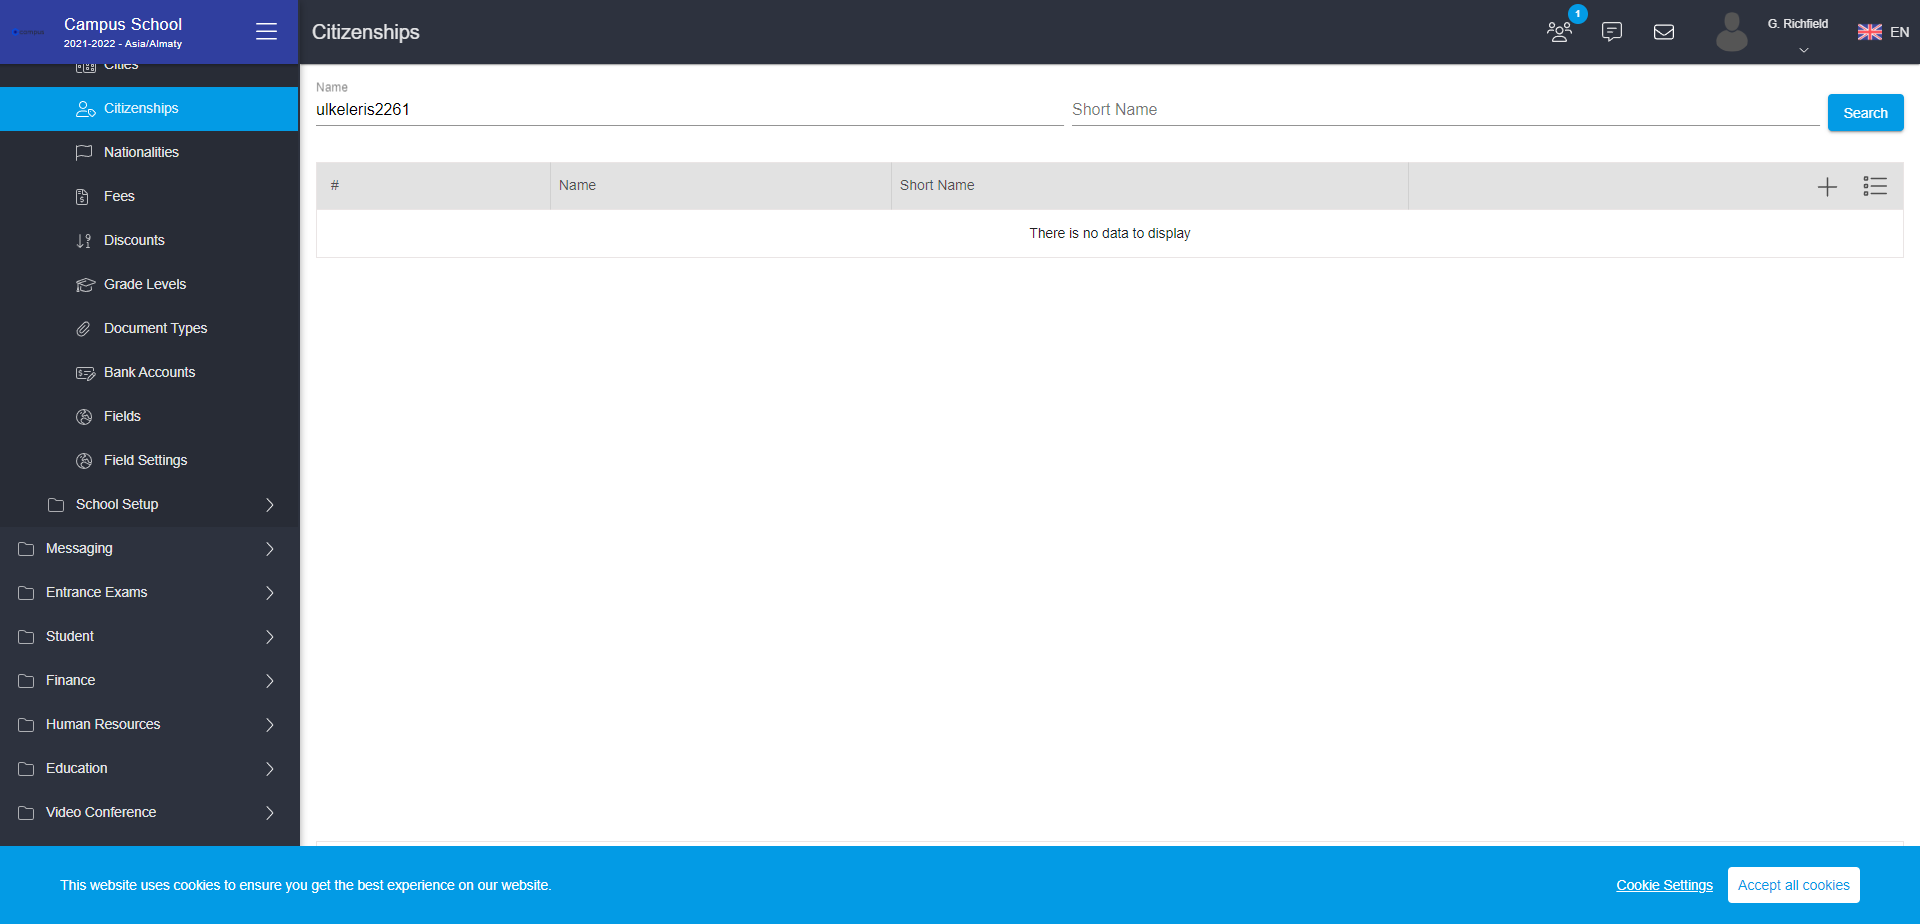 Campus School
2021-2022 - Asia/Almaty
Citizenships
1
G. Richfield
EN
Cities
Citizenships
Nationalities
Fees
Discounts
Grade Levels
Document Types
Bank Accounts
Fields
Field Settings
School Setup
Messaging
Entrance Exams
Student
Finance
Human Resources
Education
Video Conference
Name
ulkeleris2261
Short Name
Search
# Name Short Name
There is no data to display
This website uses cookies to ensure you get the best experience on our website.
Cookie Settings
Accept all cookies